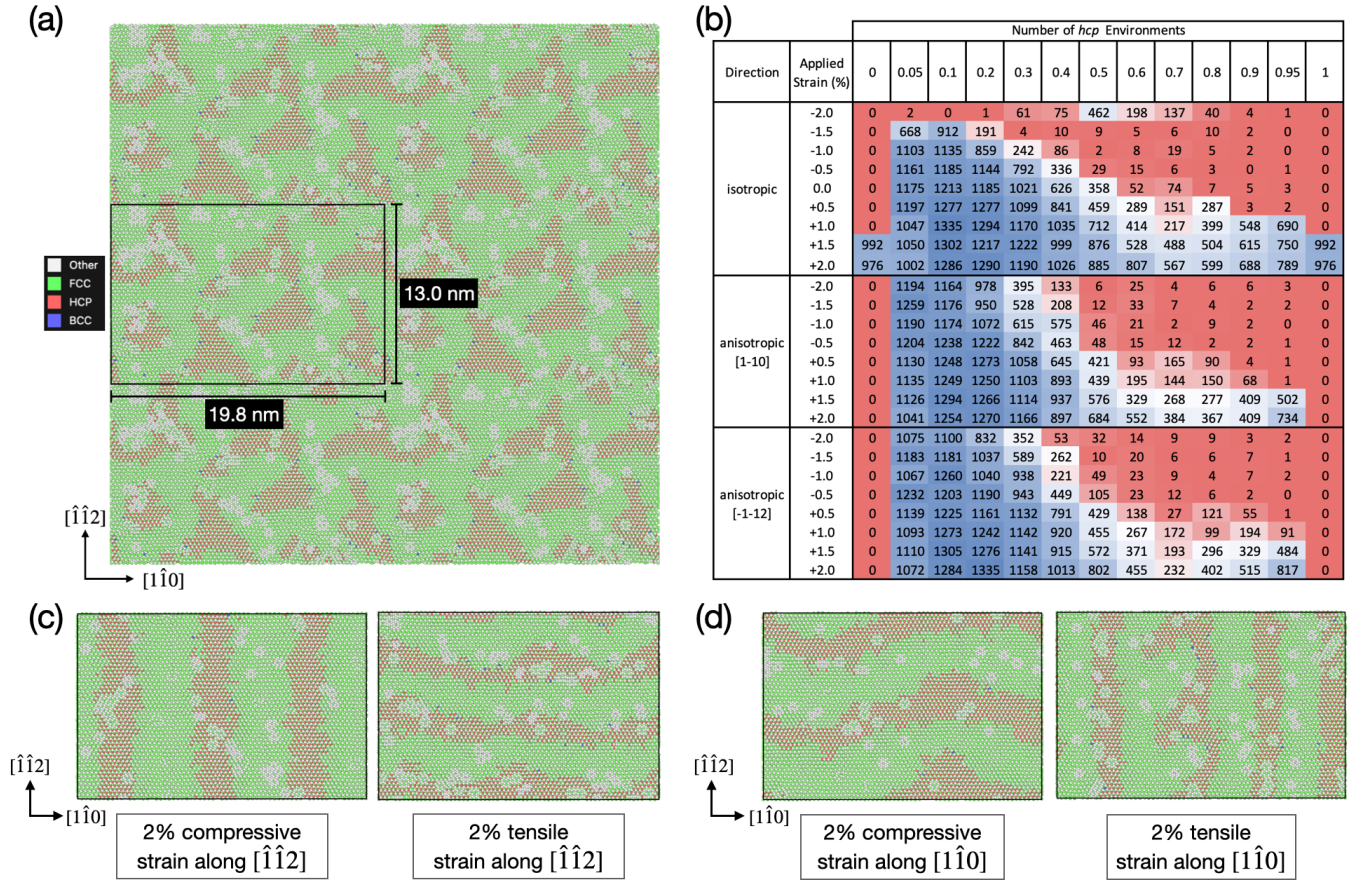 (a)
Other
FCC
HCP
BCC
13.0 nm
19.8 nm
[1̂1̂2]
[11̂0]
(b)
Number of hcp Environments
Direction Applied Strain (%) 0 0.05 0.1 0.2 0.3 0.4 0.5 0.6 0.7 0.8 0.9 0.95 1
isotropic
-2.0 0 2 0 1 61 75 462 198 137 40 4 1 0
-1.5 0 668 912 191 4 10 9 5 6 10 2 0 0
-1.0 0 1103 1135 859 242 86 2 8 19 5 2 0 0
-0.5 0 1161 1185 1144 792 336 29 15 6 3 0 1 0
0.0 0 1175 1213 1185 1021 626 358 52 74 7 5 3 0
+0.5 0 1197 1277 1277 1099 841 459 289 151 287 3 2 0
+1.0 0 1047 1335 1294 1170 1035 712 414 217 399 548 690 0
+1.5 992 1050 1302 1217 1222 999 876 528 488 504 615 750 992
+2.0 976 1002 1286 1290 1190 1026 885 807 567 599 688 789 976
anisotropic
[1-10]
-2.0 0 1194 1164 978 395 133 6 25 4 6 6 3 0
-1.5 0 1259 1176 950 528 208 12 33 7 4 2 2 0
-1.0 0 1190 1174 1072 615 575 46 21 2 9 2 0 0
-0.5 0 1204 1238 1222 842 463 48 15 12 2 2 1 0
+0.5 0 1130 1248 1273 1058 645 421 93 165 90 4 1 0
+1.0 0 1135 1249 1250 1103 893 439 195 144 150 68 1 0
+1.5 0 1126 1294 1266 1114 937 576 329 268 277 409 502 0
+2.0 0 1041 1254 1270 1166 897 684 552 384 367 409 734 0
anisotropic
[-1-12]
-2.0 0 1075 1100 832 352 53 32 14 9 9 3 2 0
-1.5 0 1183 1181 1037 589 262 10 20 6 6 7 1 0
-1.0 0 1067 1260 1040 938 221 49 23 9 4 7 2 0
-0.5 0 1232 1203 1190 943 449 105 23 12 6 2 0 0
+0.5 0 1139 1225 1161 1132 791 429 138 27 121 55 1 0
+1.0 0 1093 1273 1242 1142 920 455 267 172 99 194 91 0
+1.5 0 1110 1305 1276 1141 915 572 371 193 296 329 484 0
+2.0 0 1072 1284 1335 1158 1013 802 455 232 402 515 817 0
(c)
[1̂1̂2]
[11̂0]
2% compressive
strain along [1̂1̂2]
2% tensile
strain along [1̂1̂2]
(d)
[1̂1̂2]
[11̂0]
2% compressive
strain along [11̂0]
2% tensile
strain along [11̂0]